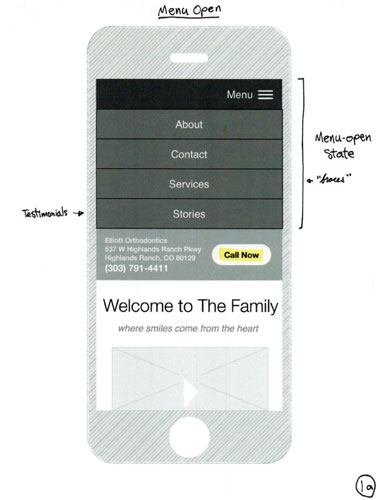 Menu Open
Menu
About
Contact
Services
Testimonials
Stories
Menu-open
State
Elliott Orthodontics
537 W Highlands Ranch Pkwy
Highlands Ranch, CO 80129
(303) 791-4411
Call Now
Welcome to The Family
where smiles come from the heart
1a